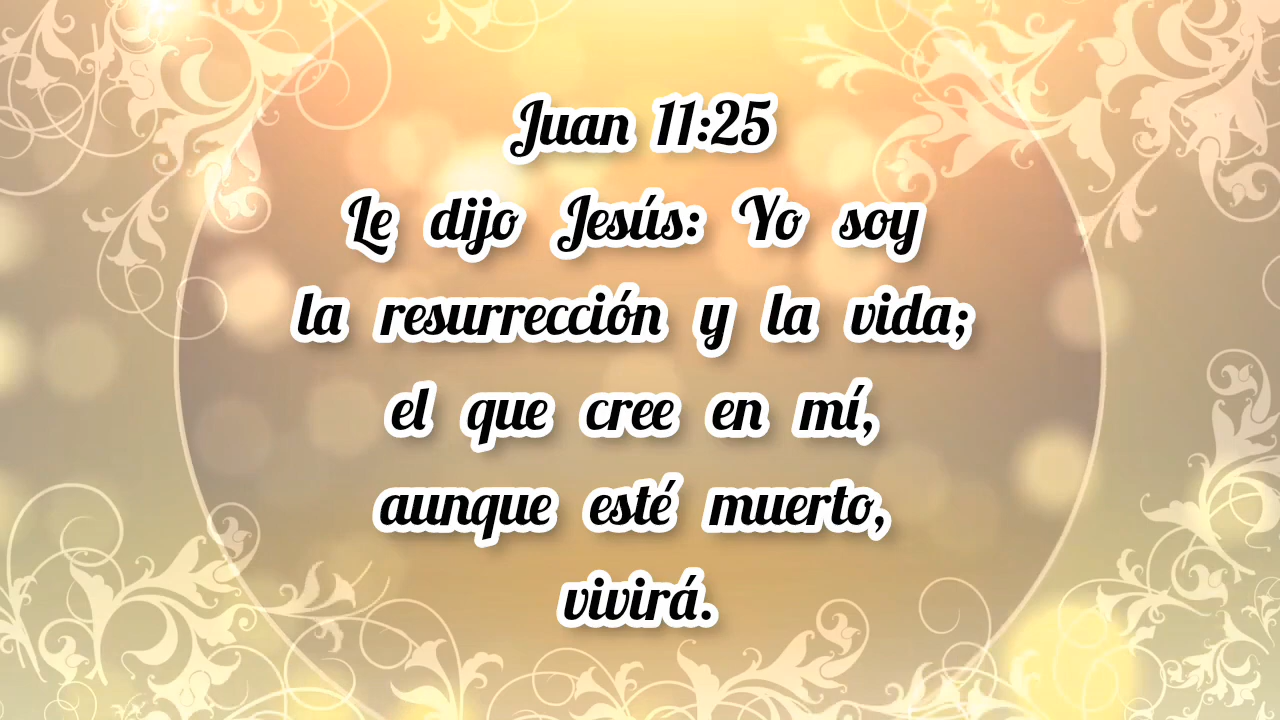 Juan 11:25
Le dijo Jesús: Yo soy
la resurrección y la vida;
el que cree en mí,
aunque esté muerto,
vivirá.